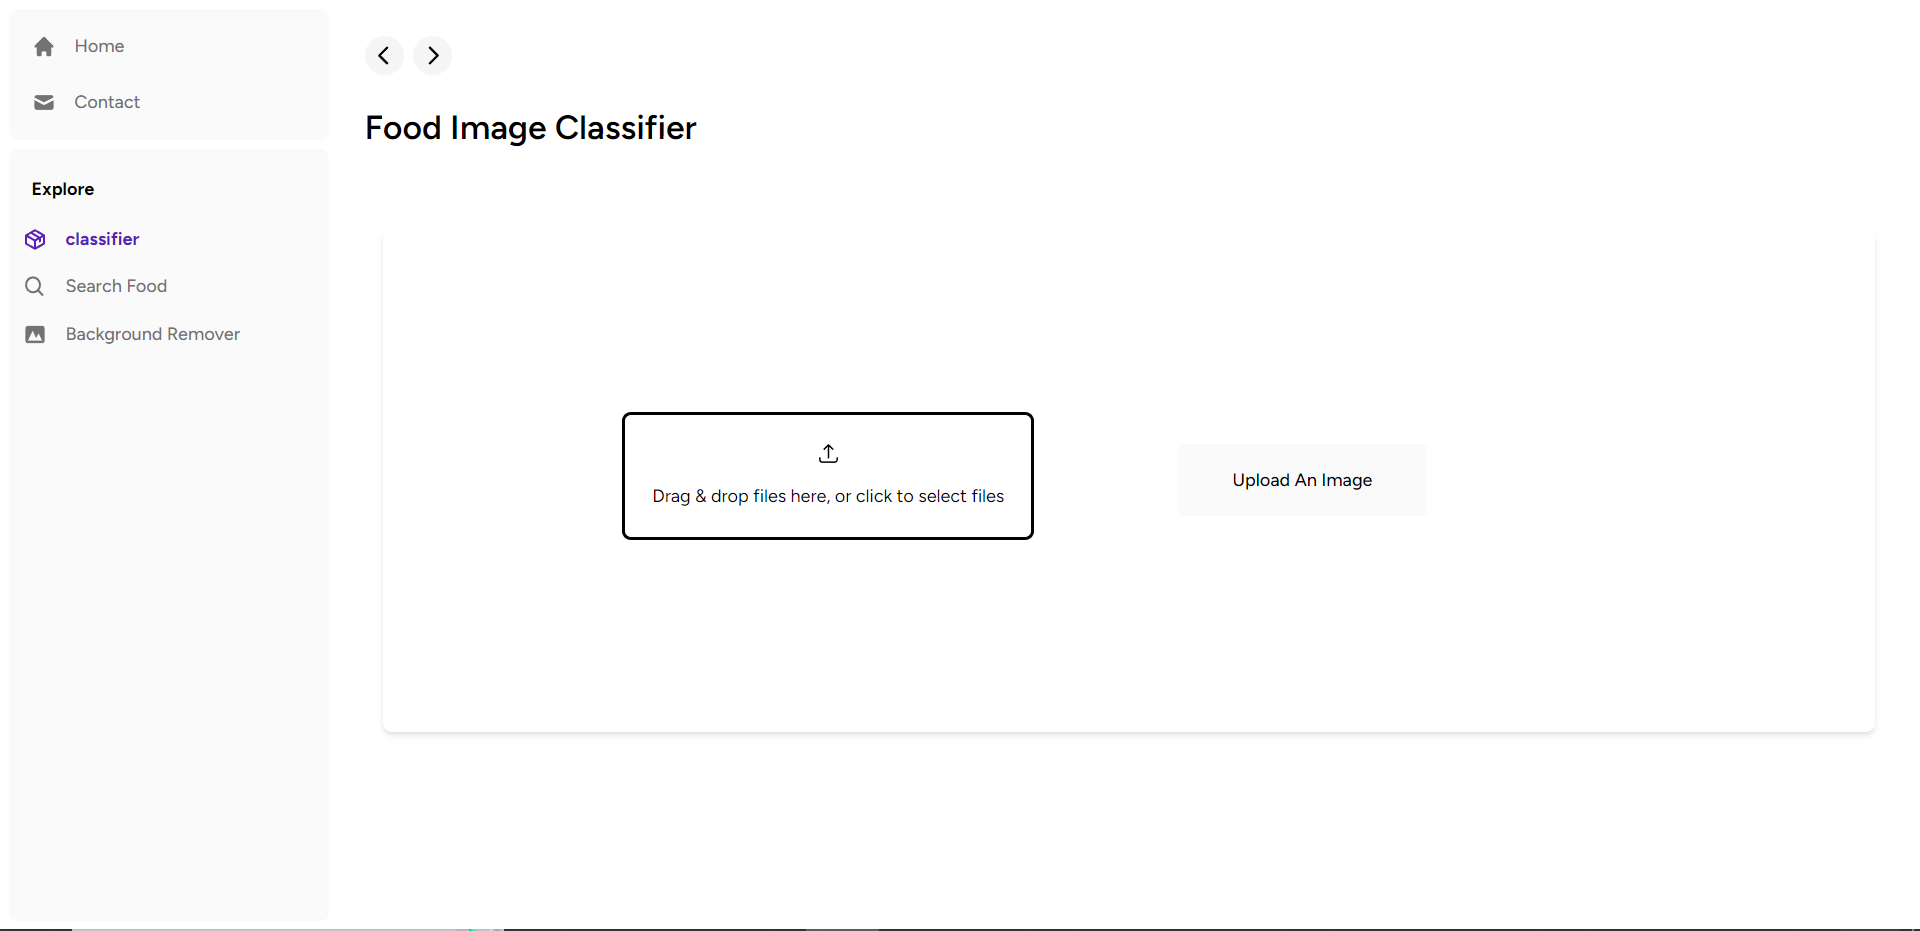 Home
Contact
Explore
classifier
Search Food
Background Remover
Food Image Classifier
Drag & drop files here, or click to select files
Upload An Image